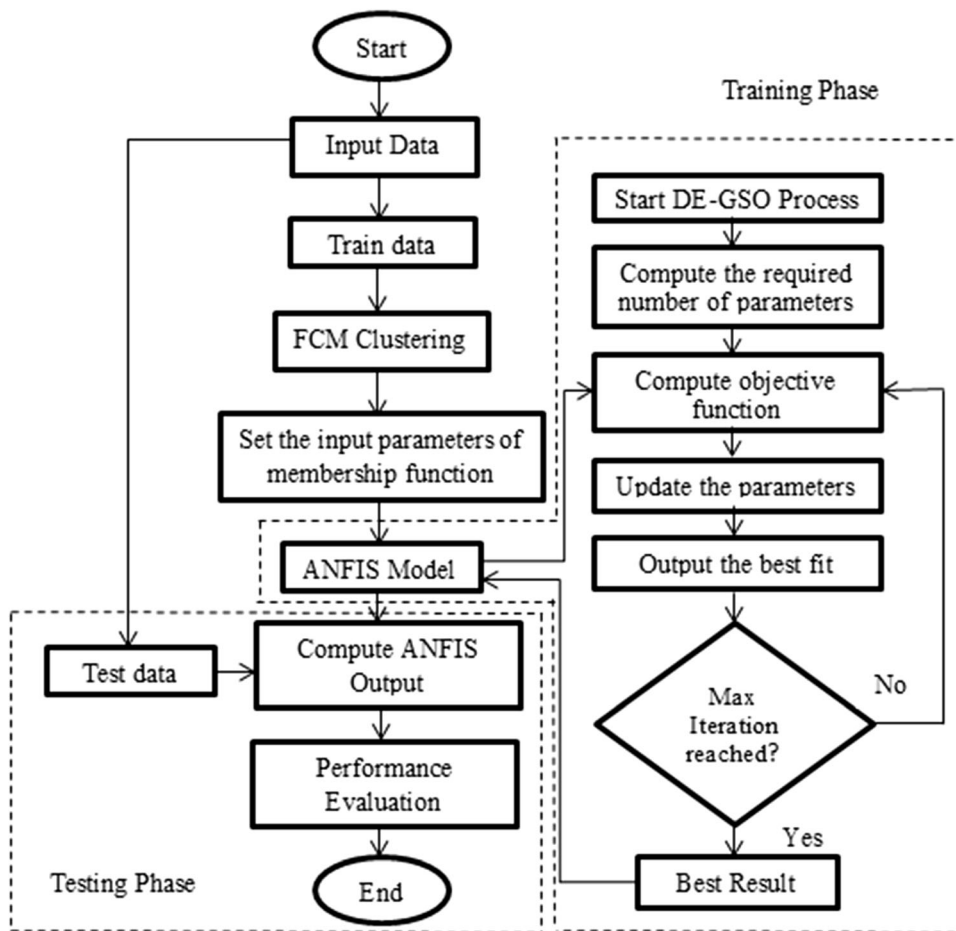 Start
Training Phase
Input Data
Start DE-GSO Process
Train data
Compute the required
number of parameters
FCM Clustering
Compute objective
function
Set the input parameters of
membership function
Update the parameters
ANFIS Model
Output the best fit
Compute ANFIS
Output
Test data
Max
Iteration
reached?
No
Performance
Evaluation
Yes
Testing Phase
End
Best Result